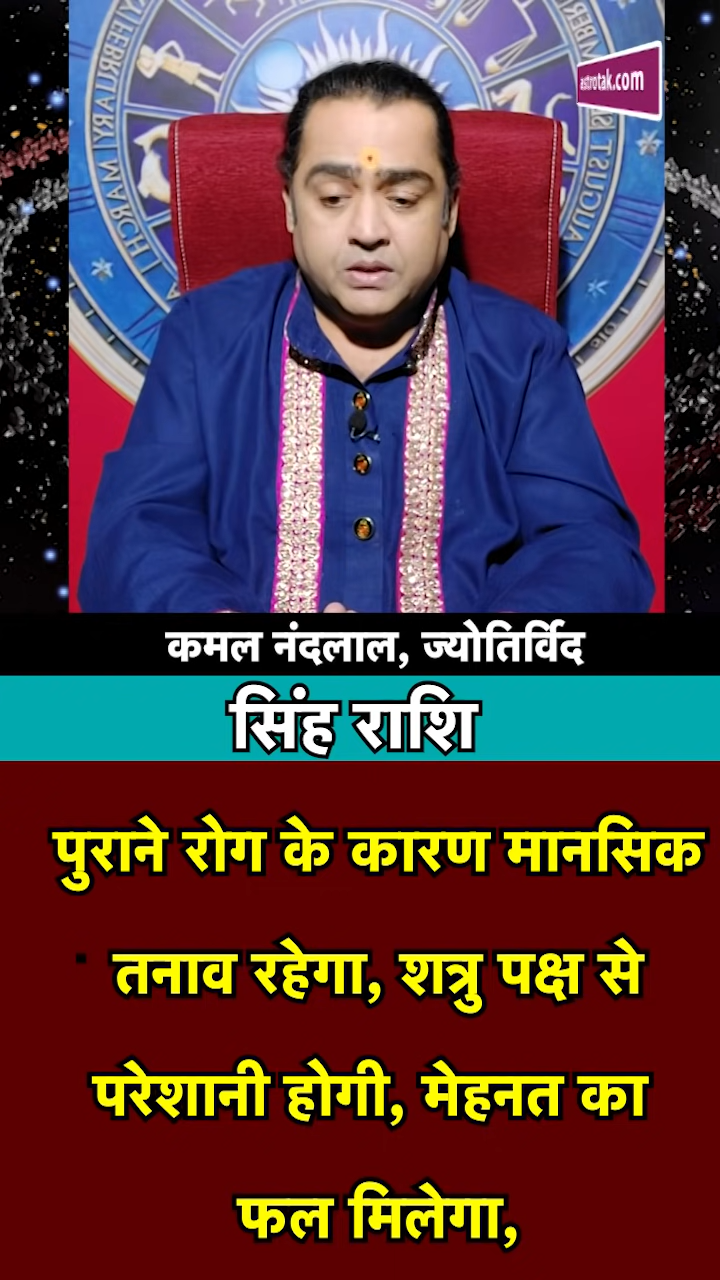 astrotak.com
कमल नंदलाल, ज्योतिर्विद
सिंह राशि
पुराने रोग के कारण मानसिक
तनाव रहेगा, शत्रु पक्ष से
परेशानी होगी, मेहनत का
फल मिलेगा,